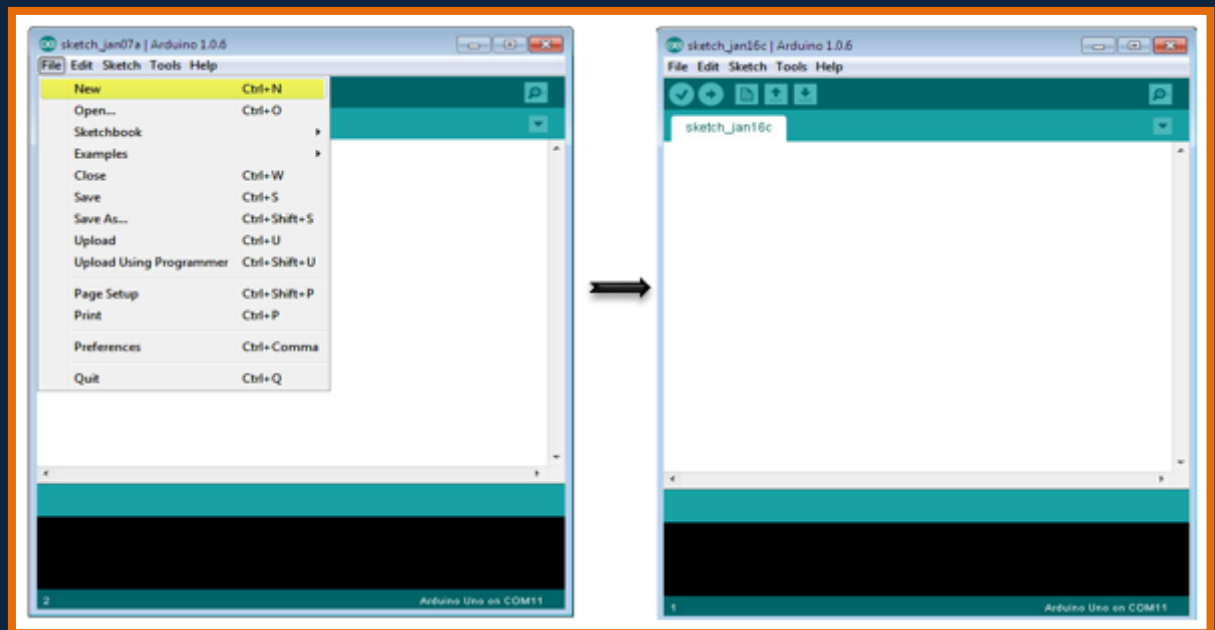 sketch_jan07a | Arduino 1.0.6
File Edit Sketch Tools Help
New Ctrl+N
Open... Ctrl+O
Sketchbook
Examples
Close Ctrl+W
Save Ctrl+S
Save As... Ctrl+Shift+S
Upload Ctrl+U
Upload Using Programmer Ctrl+Shift+U
Page Setup Ctrl+Shift+P
Print Ctrl+P
Preferences Ctrl+Comma
Quit Ctrl+Q
2 Arduino Uno on COM11
sketch_jan16c | Arduino 1.0.6
File Edit Sketch Tools Help
sketch_jan16c
1 Arduino Uno on COM11